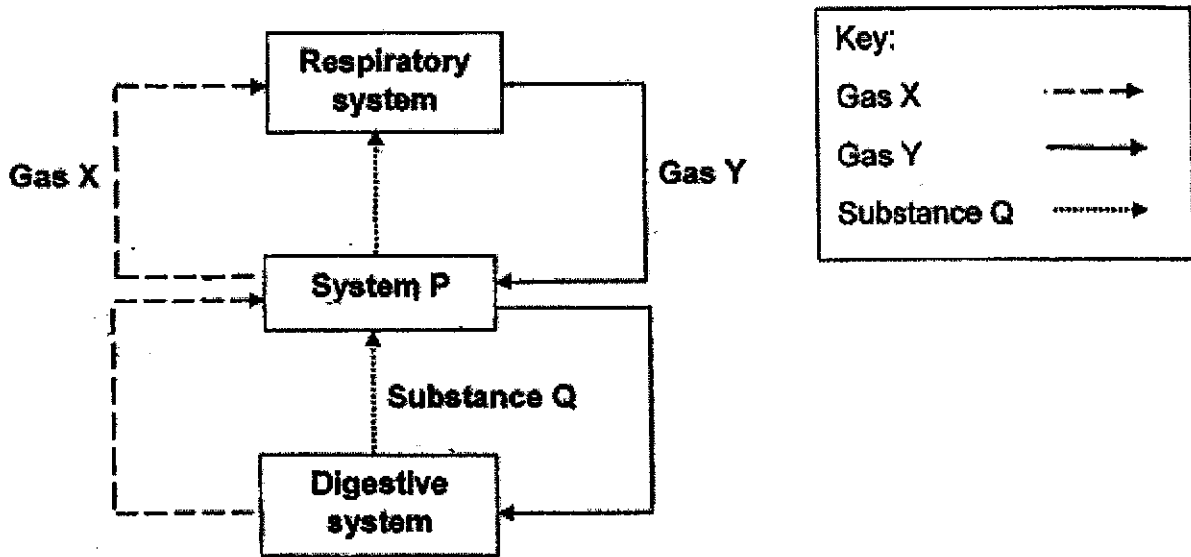 Respiratory
system
Gas X
Gas Y
System P
Substance Q
Digestive
system
Key:
Gas X
Gas Y
Substance Q